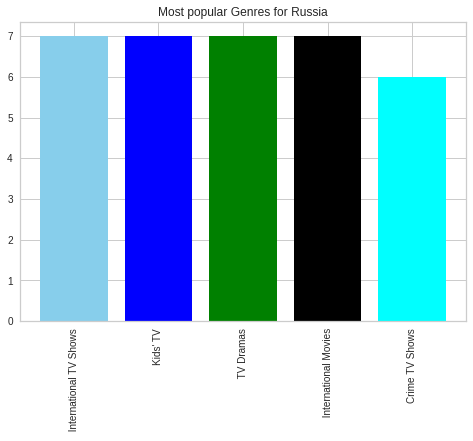 Most popular Genres for Russia
7
6
5
4
3
2
1
0
International TV Shows
Kids' TV
TV Dramas
International Movies
Crime TV Shows